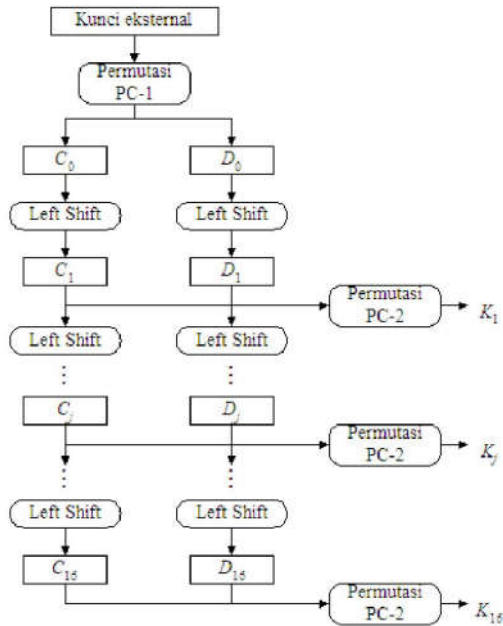 Kunci eksternal
Permutasi
PC-1
C0 D0
Left Shift Left Shift
C1 D1
Permutasi
PC-2
K1
Left Shift Left Shift
Cj Dj
Permutasi
PC-2
Kj
Left Shift Left Shift
C16 D16
Permutasi
PC-2
K16